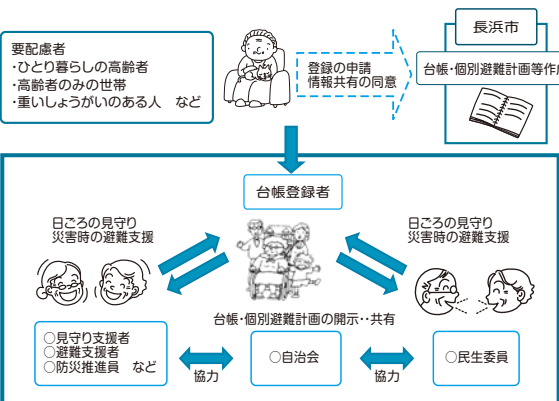 要配慮者
・ひとり暮らしの高齢者
・高齢者のみの世帯
・重いしょうがいのある人　など
登録の申請
情報共有の同意
長浜市
台帳・個別避難計画等作
台帳登録者
日ごろの見守り
災害時の避難支援
日ごろの見守り
災害時の避難支援
台帳・個別避難計画の開示・・共有
○見守り支援者
○避難支援者
○防災推進員　など
協力
○自治会
協力
○民生委員